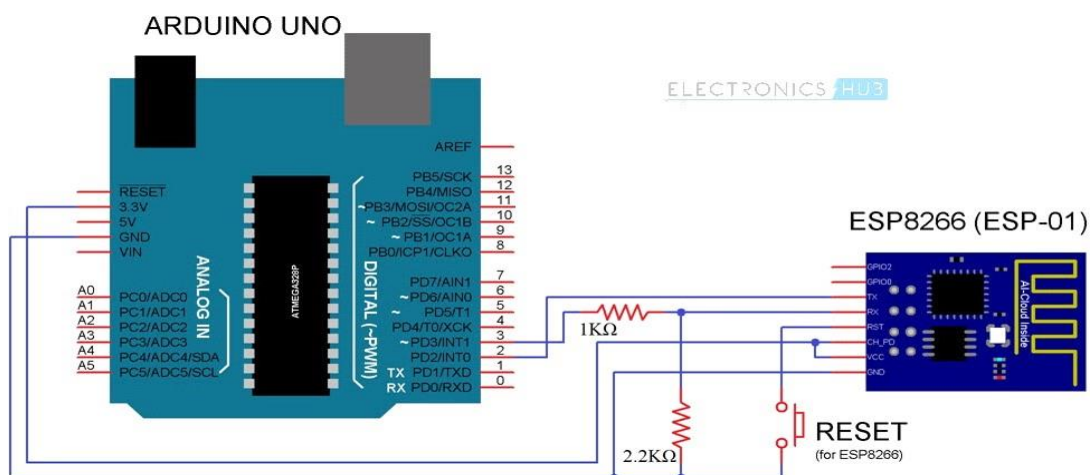 ARDUINO UNO
ELECTRONICS HUB
AREF
PB5/SCK 13
PB4/MISO 12
~PB3/MOSI/OC2A 11
~ PB2/SS/OC1B 10
~ PB1/OC1A 9
PB0/ICP1/CLKO 8
PD7/AIN1 7
~ PD6/AIN0 6
~ PD5/T1 5
PD4/T0/XCK 4
~ PD3/INT1 3
PD2/INT0 2
TX PD1/TXD 1
RX PD0/RXD 0
RESET
3.3V
5V
GND
VIN
A0 PC0/ADC0
A1 PC1/ADC1
A2 PC2/ADC2
A3 PC3/ADC3
A4 PC4/ADC4/SDA
A5 PC5/ADC5/SCL
ANALOG IN
ATMEGA328P
DIGITAL (~PWM)
1KΩ
2.2KΩ
ESP8266 (ESP-01)
GPIO2
GPIO0
TX
RX
RST
CH_PD
VCC
GND
AI-Cloud Inside
RESET
(for ESP8266)